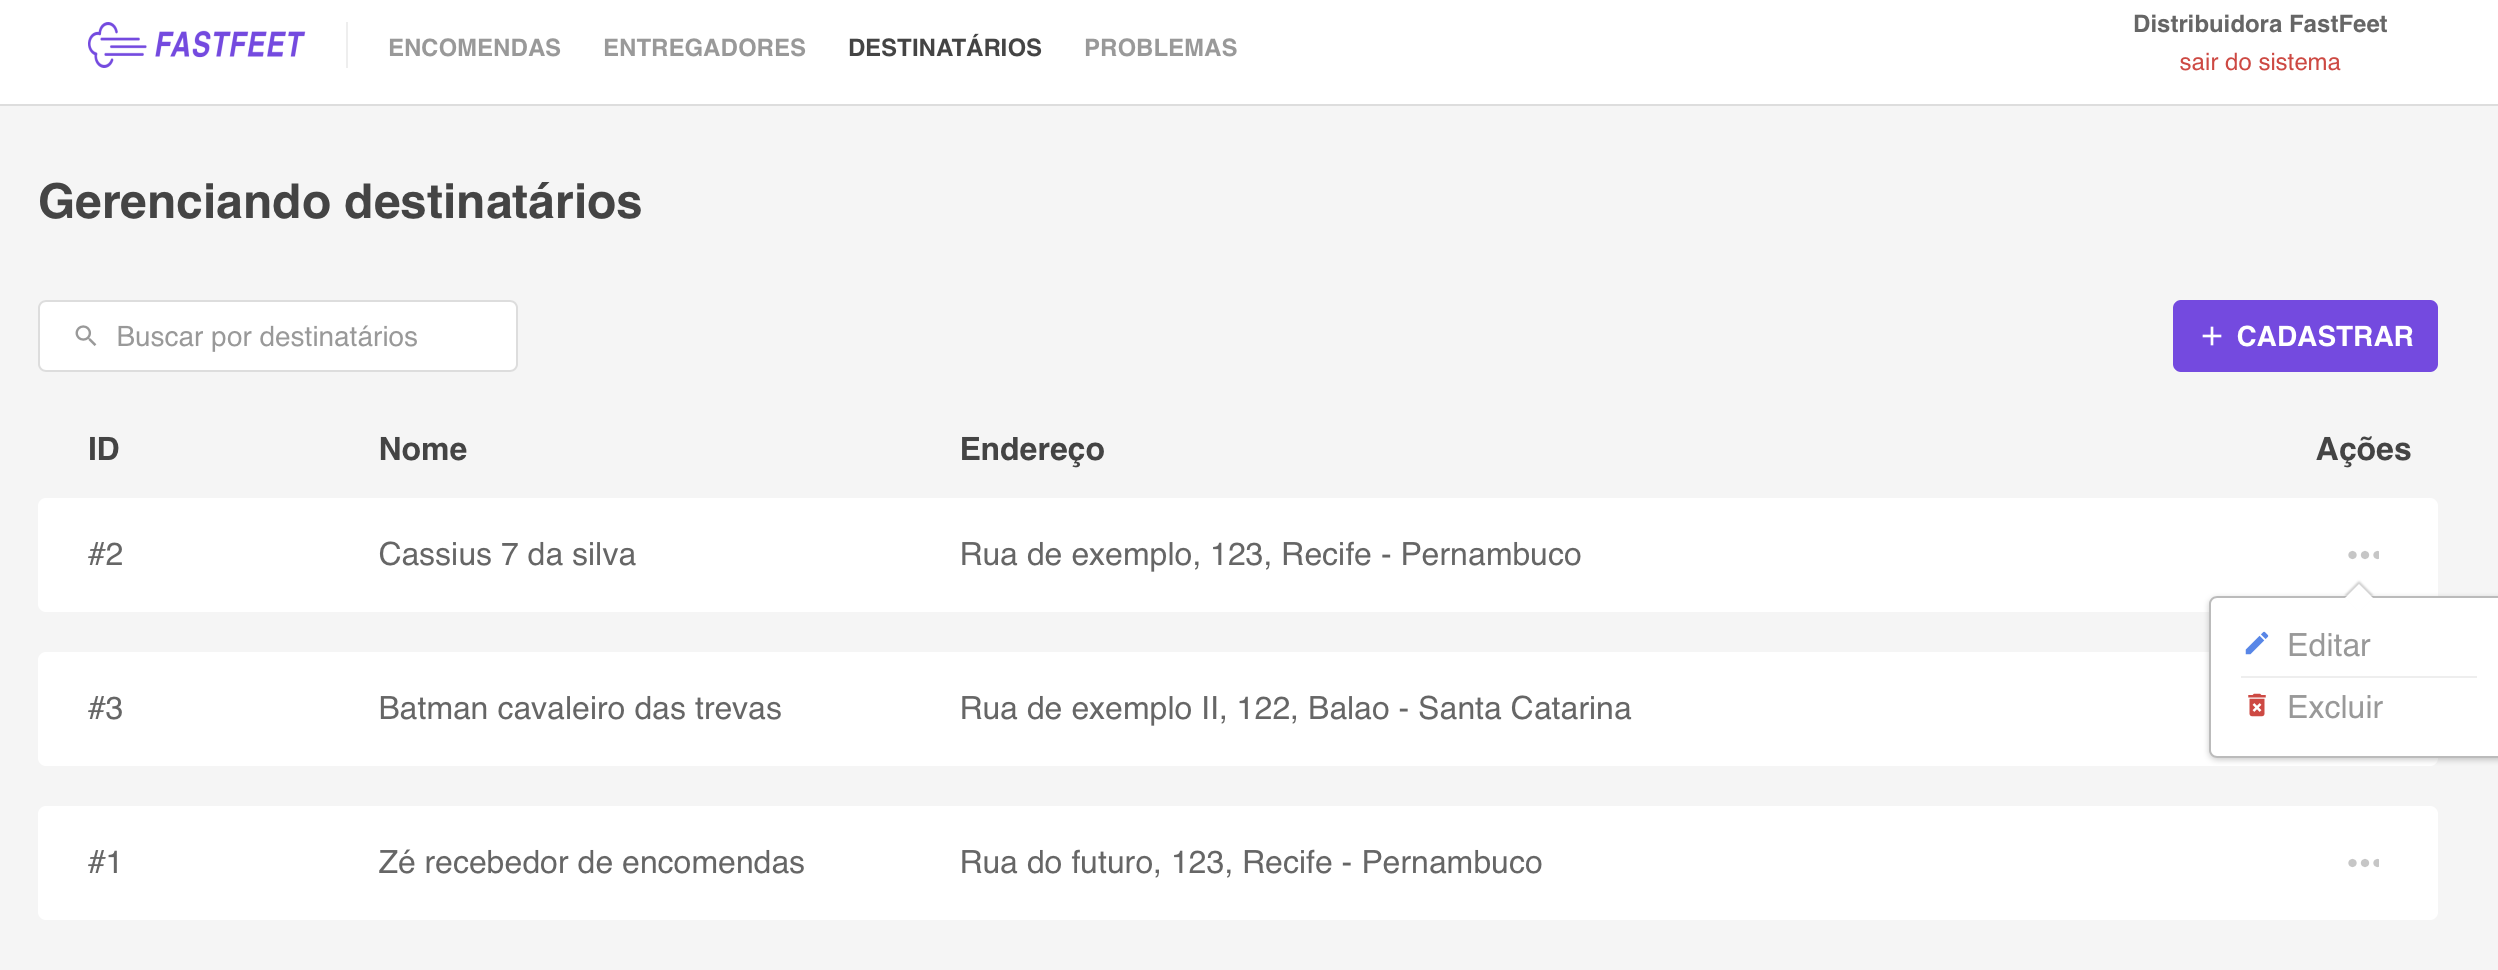 FASTFEET ENCOMENDAS ENTREGADORES DESTINATÁRIOS PROBLEMAS Distribuidora FastFeet
sair do sistema
Gerenciando destinatários
Buscar por destinatários + CADASTRAR
ID Nome Endereço Ações
#2 Cassius 7 da silva Rua de exemplo, 123, Recife - Pernambuco
Editar
#3 Batman cavaleiro das trevas Rua de exemplo II, 122, Balao - Santa Catarina
Excluir
#1 Zé recebedor de encomendas Rua do futuro, 123, Recife - Pernambuco